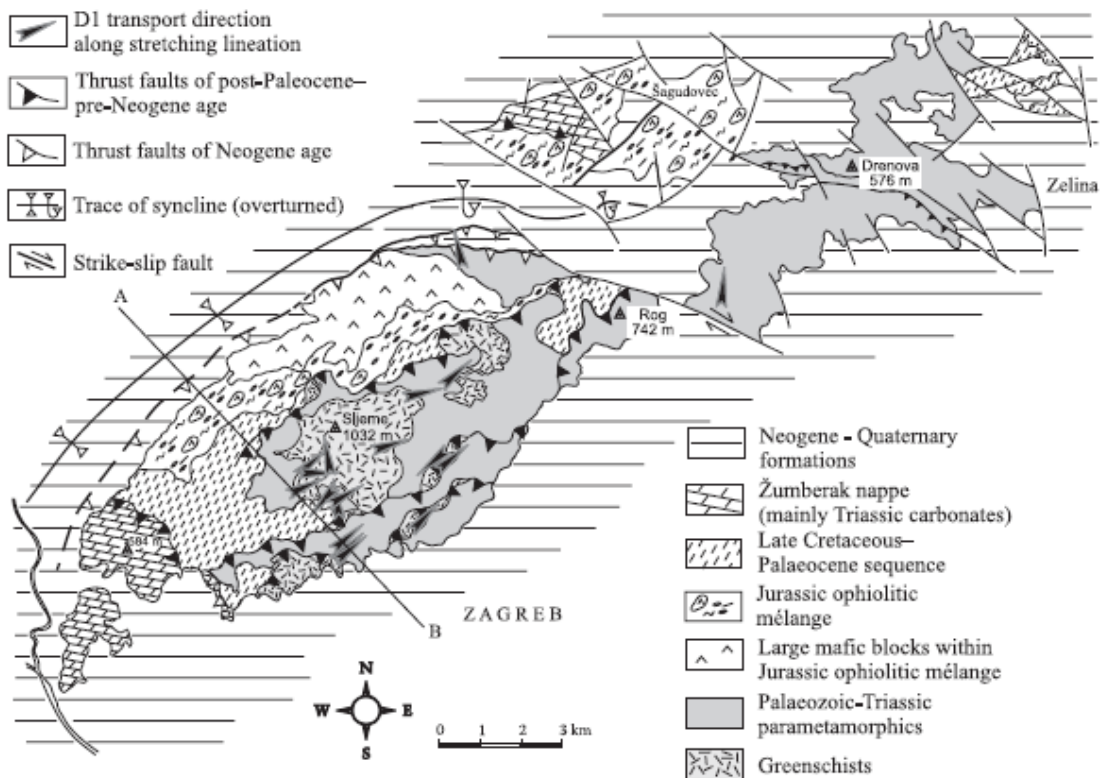 D1 transport direction
along stretching lineation
Thrust faults of post-Paleocene–
pre-Neogene age
Thrust faults of Neogene age
Trace of syncline (overturned)
Strike-slip fault
A
Šagudovec
Drenova
576 m
Zelina
Rog
742 m
Sljeme
1032 m
584 m
B
ZAGREB
N
W
E
S
0
1
2
3 km
Neogene - Quaternary
formations
Žumberak nappe
(mainly Triassic carbonates)
Late Cretaceous–
Palaeocene sequence
Jurassic ophiolitic
mélange
Large mafic blocks within
Jurassic ophiolitic mélange
Palaeozoic-Triassic
parametamorphics
Greenschists